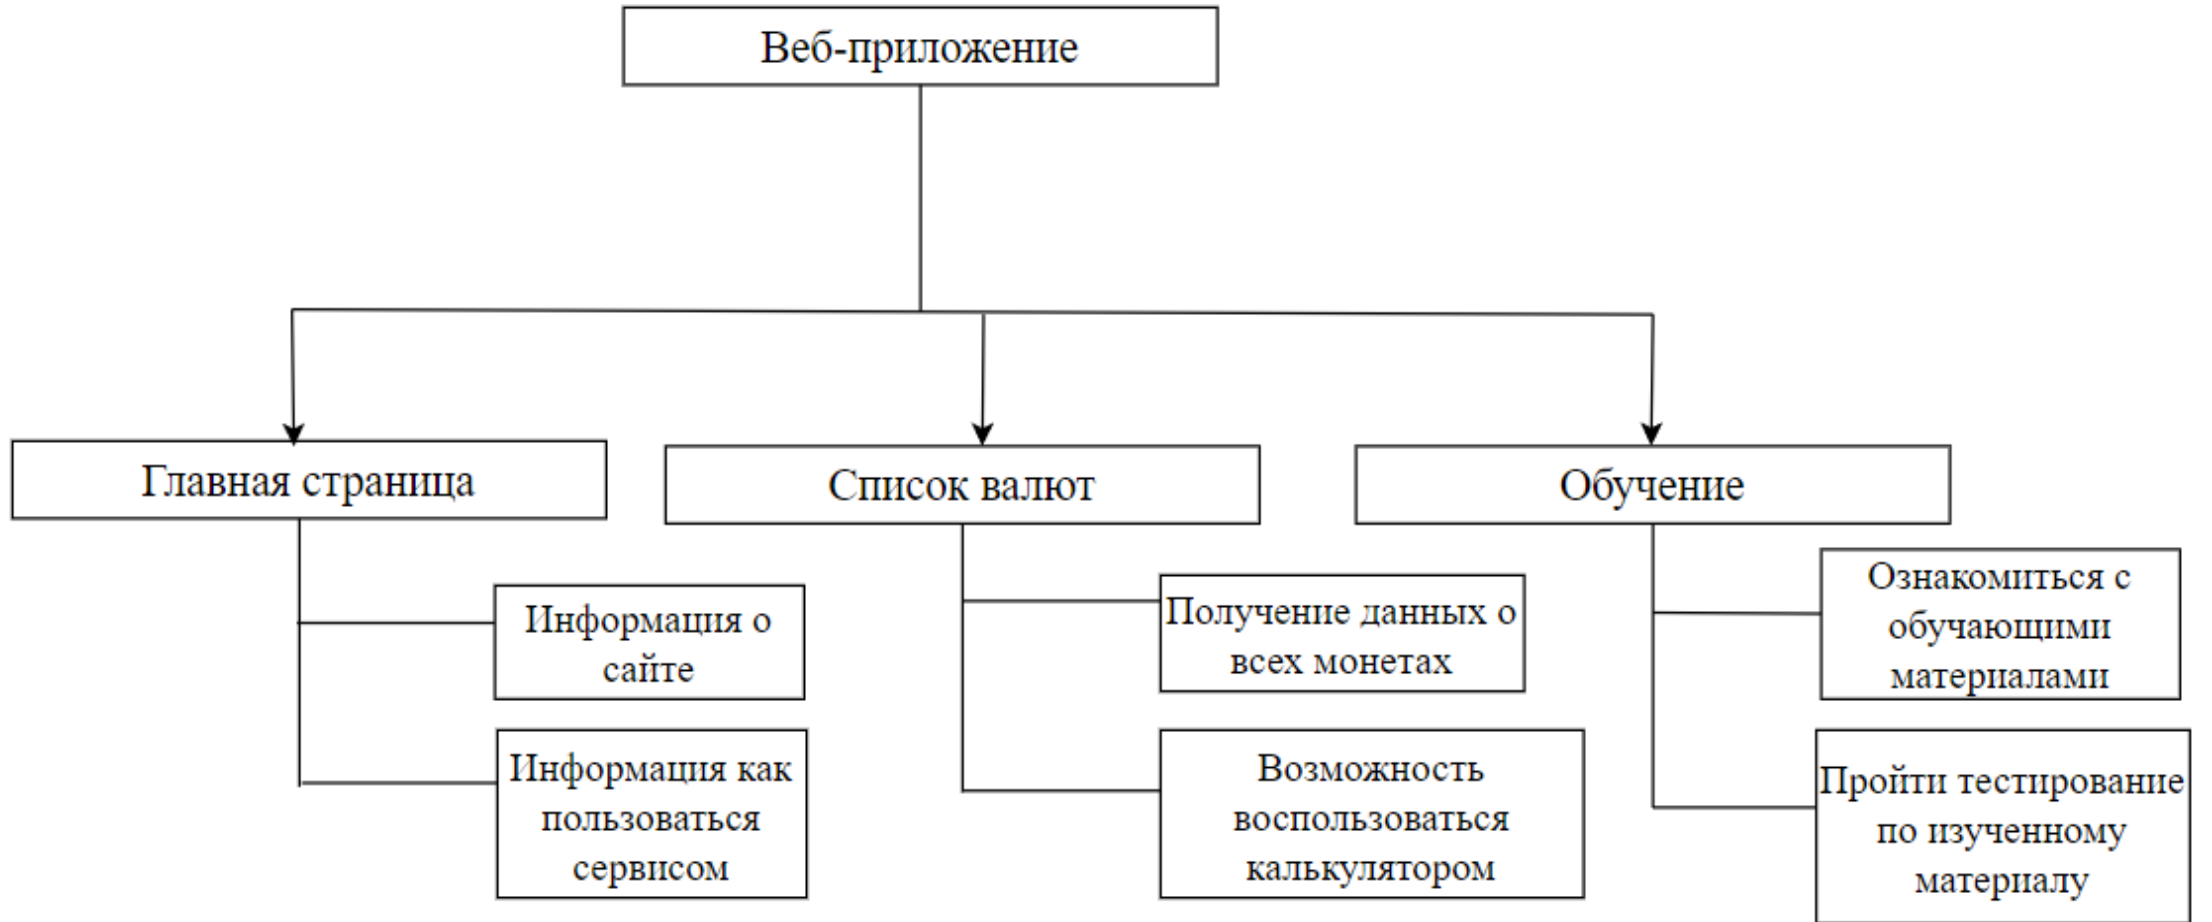 Веб-приложение
Главная страница
Список валют
Обучение
Информация о
сайте
Информация как
пользоваться
сервисом
Получение данных о
всех монетах
Возможность
воспользоваться
калькулятором
Ознакомиться с
обучающими
материалами
Пройти тестирование
по изученному
материалу